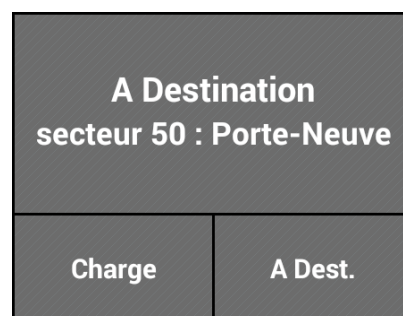 A Destination
secteur 50 : Porte-Neuve
Charge
A Dest.